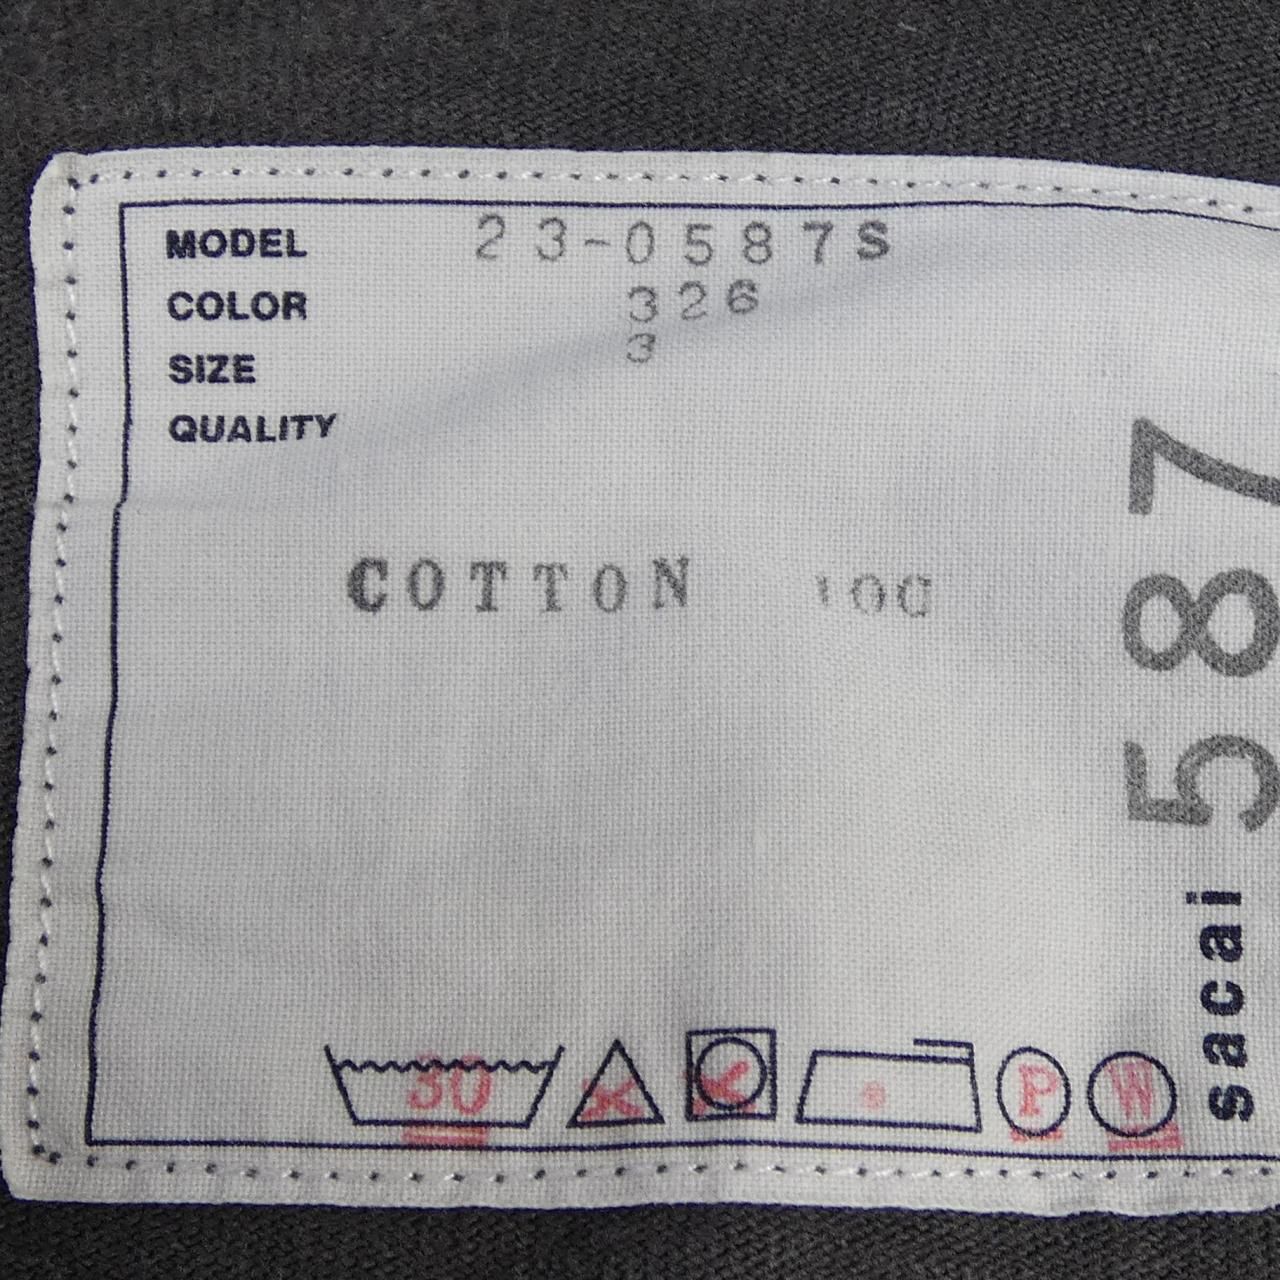 MODEL 23-0587S
COLOR 326
SIZE 3
QUALITY
COTTON 100
30 P W
sacai 587